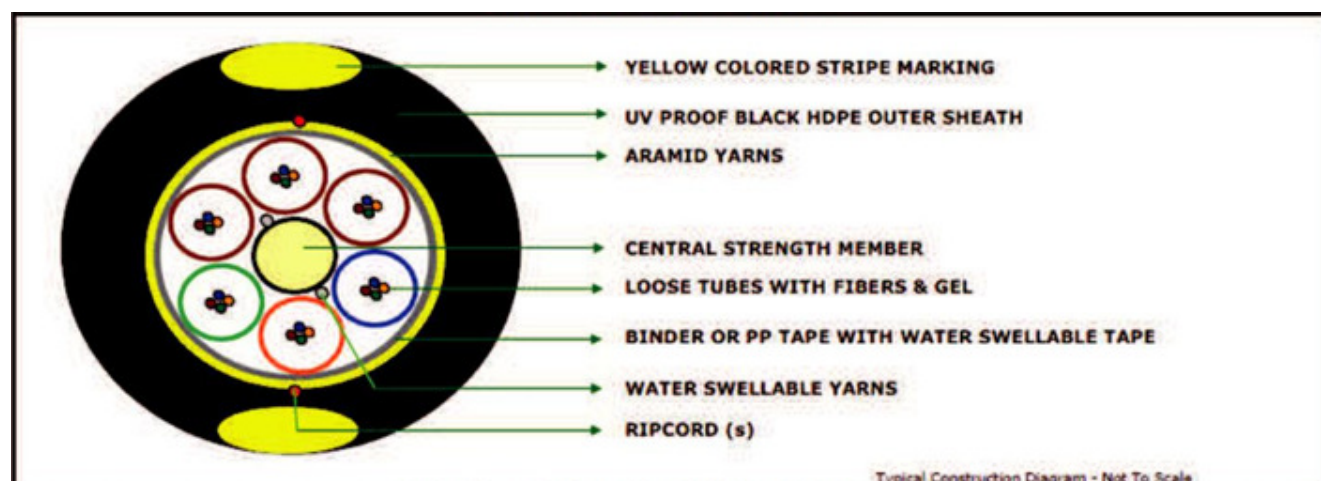 YELLOW COLORED STRIPE MARKING
UV PROOF BLACK HDPE OUTER SHEATH
ARAMID YARNS
CENTRAL STRENGTH MEMBER
LOOSE TUBES WITH FIBERS & GEL
BINDER OR PP TAPE WITH WATER SWELLABLE TAPE
WATER SWELLABLE YARNS
RIPCORD (s)
Typical Construction Diagram - Not To Scale